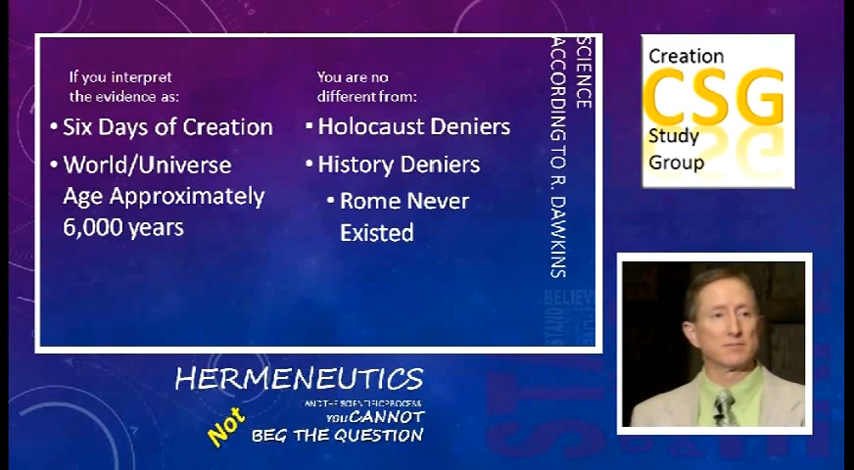 If you interpret
the evidence as:
• Six Days of Creation
• World/Universe
Age Approximately
6,000 years
You are no
different from:
▪ Holocaust Deniers
• History Deniers
• Rome Never
Existed
SCIENCE
ACCORDING TO R. DAWKINS
Creation
CSG
Study
Group
HERMENEUTICS
AND THE SCIENTIFIC PROCESS
YOU CANNOT
Not
BEG THE QUESTION
BELIEVE
STAND